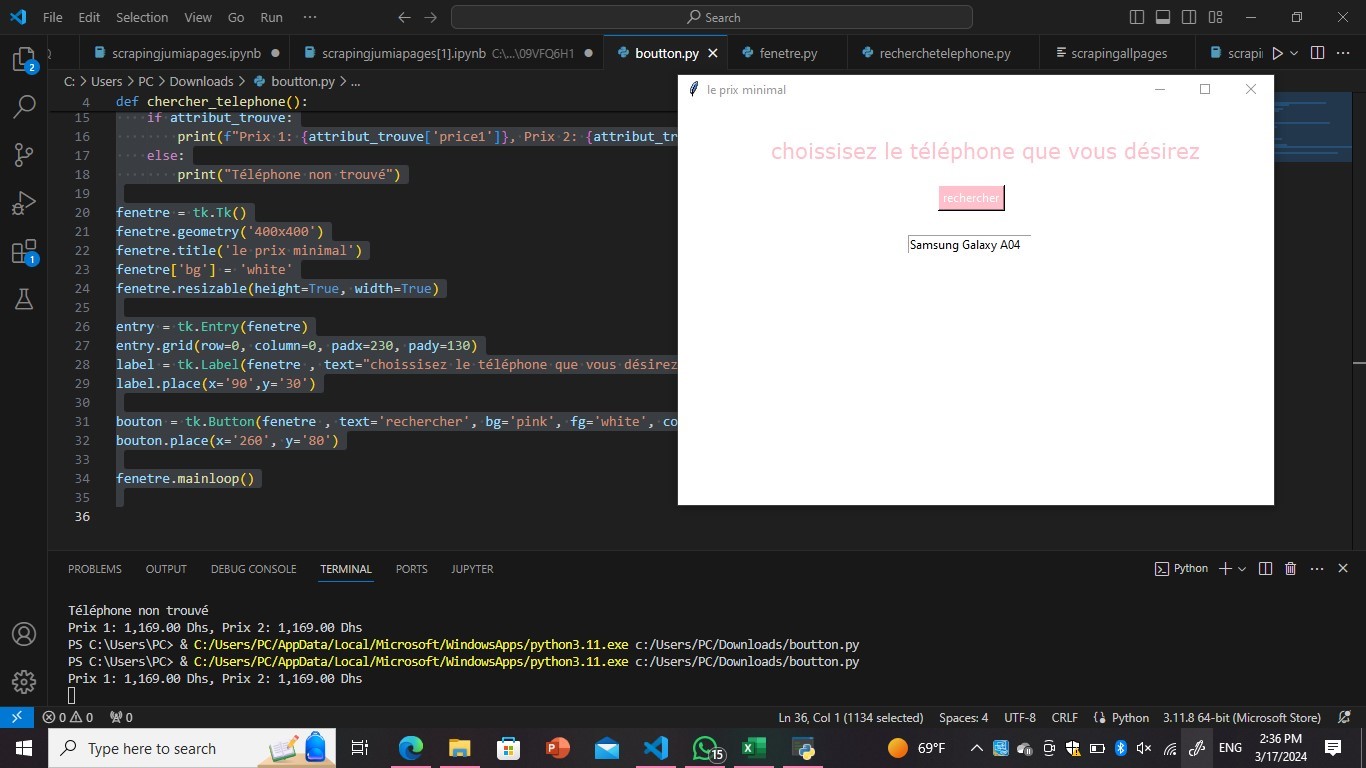 File Edit Selection View Go Run ··· Search
scrapingjumiapages.ipynb scrapingjumiapages[1].ipynb C:\...\09VFQ6H1 boutton.py fenetre.py recherchetelephone.py scrapingallpages scrapi
C: > Users > PC > Downloads > boutton.py > ...
4 def chercher_telephone():
15 if attribut_trouve:
16 print(f"Prix 1: {attribut_trouve['price1']}, Prix 2: {attribut_tr
17 else:
18 print("Téléphone non trouvé")
19
20 fenetre = tk.Tk()
21 fenetre.geometry('400x400')
22 fenetre.title('le prix minimal')
23 fenetre['bg'] = 'white'
24 fenetre.resizable(height=True, width=True)
25
26 entry = tk.Entry(fenetre)
27 entry.grid(row=0, column=0, padx=230, pady=130)
28 label = tk.Label(fenetre , text="choissisez le téléphone que vous désirez
29 label.place(x='90',y='30')
30
31 bouton = tk.Button(fenetre , text='rechercher', bg='pink', fg='white', co
32 bouton.place(x='260', y='80')
33
34 fenetre.mainloop()
35
36
le prix minimal
choissisez le téléphone que vous désirez
rechercher
Samsung Galaxy A04
2
1
PROBLEMS OUTPUT DEBUG CONSOLE TERMINAL PORTS JUPYTER Python
Téléphone non trouvé
Prix 1: 1,169.00 Dhs, Prix 2: 1,169.00 Dhs
PS C:\Users\PC> & C:/Users/PC/AppData/Local/Microsoft/WindowsApps/python3.11.exe c:/Users/PC/Downloads/boutton.py
PS C:\Users\PC> & C:/Users/PC/AppData/Local/Microsoft/WindowsApps/python3.11.exe c:/Users/PC/Downloads/boutton.py
Prix 1: 1,169.00 Dhs, Prix 2: 1,169.00 Dhs
0 0 0 Ln 36, Col 1 (1134 selected) Spaces: 4 UTF-8 CRLF Python 3.11.8 64-bit (Microsoft Store)
Type here to search 15 69°F ENG 2:36 PM
3/17/2024